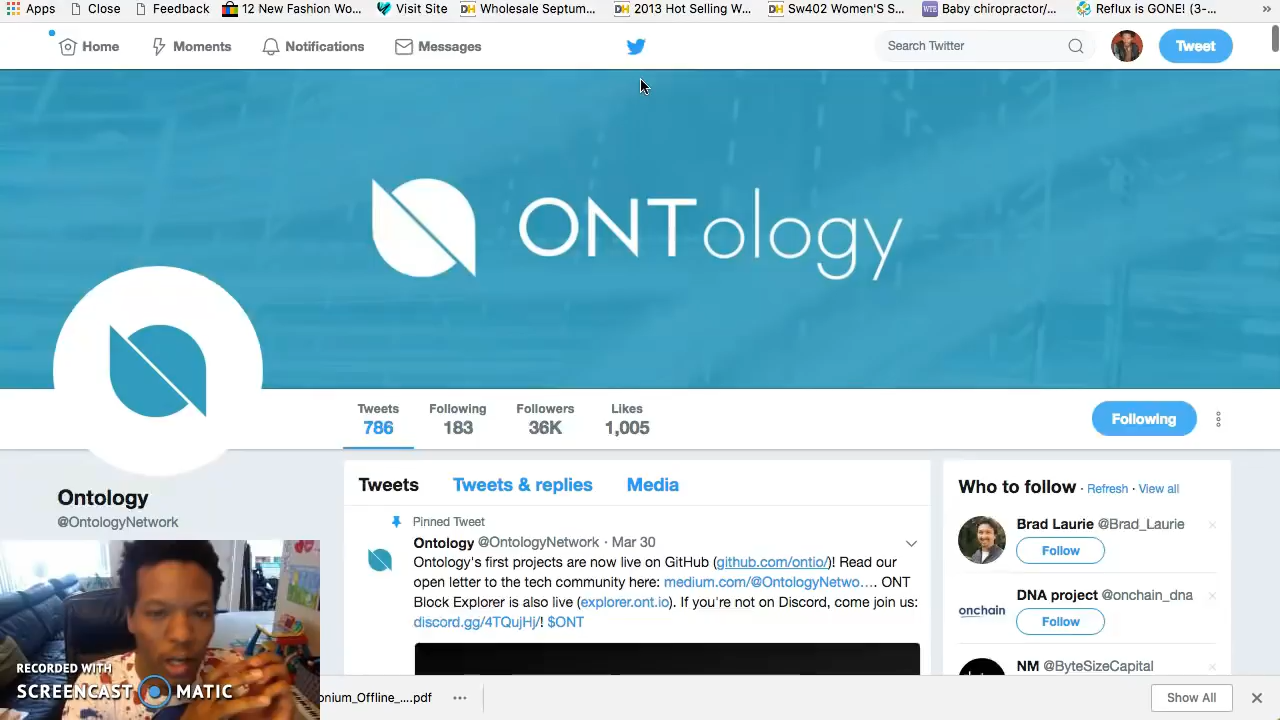 Apps
Close
Feedback
12 New Fashion Wo...
Visit Site
Wholesale Septum...
2013 Hot Selling W...
Sw402 Women'S S...
Baby chiropractor/...
Reflux is GONE! (3-...
»
Home
Moments
Notifications
Messages
Search Twitter
Tweet
ONTology
Tweets
786
Following
183
Followers
36K
Likes
1,005
Following
Ontology
@OntologyNetwork
Tweets
Tweets & replies
Media
Pinned Tweet
Ontology @OntologyNetwork · Mar 30
Ontology's first projects are now live on GitHub (github.com/ontio/)! Read our
open letter to the tech community here: medium.com/@OntologyNetwo.... ONT
Block Explorer is also live (explorer.ont.io). If you're not on Discord, come join us:
discord.gg/4TQujHj/! $ONT
Who to follow · Refresh · View all
Brad Laurie @Brad_Laurie
Follow
onchain
DNA project @onchain_dna
Follow
NM @ByteSizeCapital
RECORDED WITH
SCREENCAST MATIC
onium_Offline_....pdf
Show All